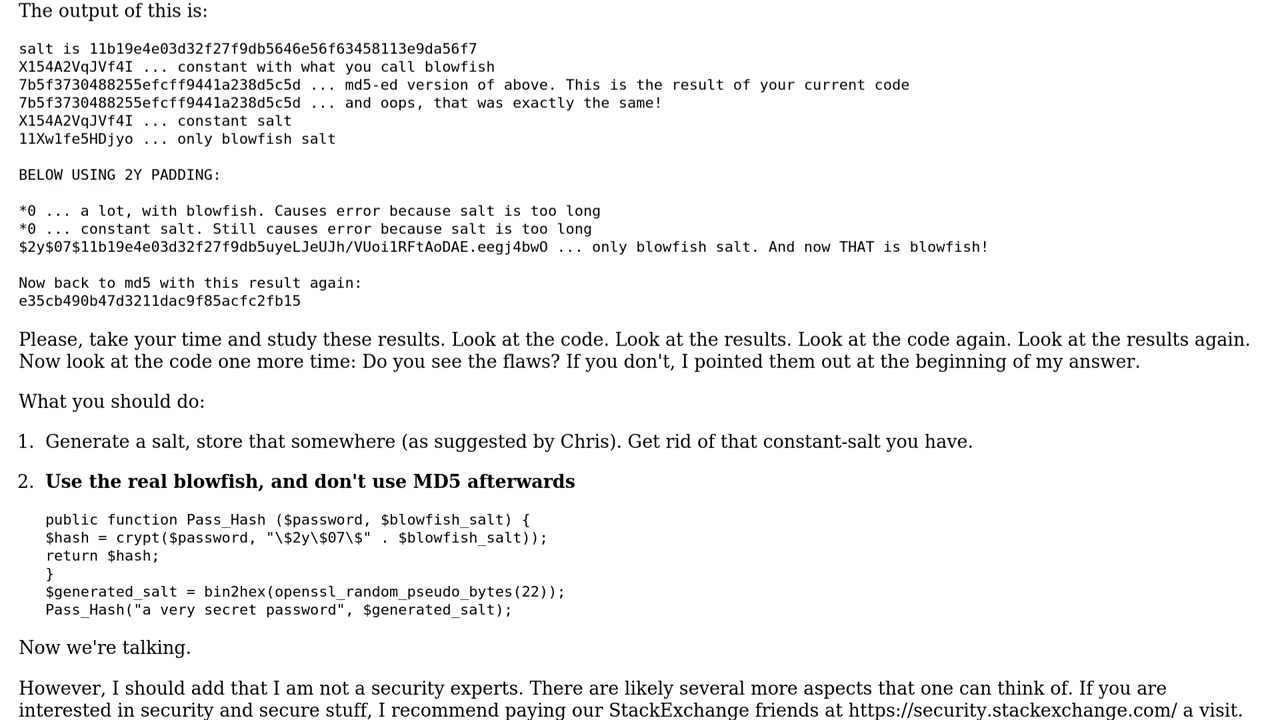 The output of this is:
salt is 11b19e4e03d32f27f9db5646e56f63458113e9da56f7
X154A2VqJVf4I ... constant with what you call blowfish
7b5f3730488255efcff9441a238d5c5d ... md5-ed version of above. This is the result of your current code
7b5f3730488255efcff9441a238d5c5d ... and oops, that was exactly the same!
X154A2VqJVf4I ... constant salt
11Xw1fe5HDjyo ... only blowfish salt
BELOW USING 2Y PADDING:
*0 ... a lot, with blowfish. Causes error because salt is too long
*0 ... constant salt. Still causes error because salt is too long
$2y$07$11b19e4e03d32f27f9db5uyeLJeUJh/VUoi1RFtAoDAE.eegj4bwO ... only blowfish salt. And now THAT is blowfish!
Now back to md5 with this result again:
e35cb490b47d3211dac9f85acfc2fb15
Please, take your time and study these results. Look at the code. Look at the results. Look at the code again. Look at the results again.
Now look at the code one more time: Do you see the flaws? If you don't, I pointed them out at the beginning of my answer.
What you should do:
1. Generate a salt, store that somewhere (as suggested by Chris). Get rid of that constant-salt you have.
2. Use the real blowfish, and don't use MD5 afterwards
public function Pass_Hash ($password, $blowfish_salt) {
$hash = crypt($password, "\$2y\$07\$" . $blowfish_salt));
return $hash;
}
$generated_salt = bin2hex(openssl_random_pseudo_bytes(22));
Pass_Hash("a very secret password", $generated_salt);
Now we're talking.
However, I should add that I am not a security experts. There are likely several more aspects that one can think of. If you are
interested in security and secure stuff, I recommend paying our StackExchange friends at https://security.stackexchange.com/ a visit.